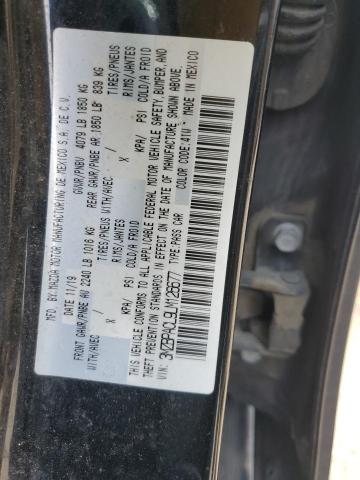 MFD. BY MAZDA MOTOR MANUFACTURING DE MEXICO S.A. DE C.V.
DATE 11/19 GVWR/PNBV 4079 LB 1850 KG
FRONT GAWR/PNBE AV 2240 LB 1016 KG REAR GAWR/PNBE AR 1850 LB 839 KG
WITH/AVEC TIRES/PNEUS WITH/AVEC TIRES/PNEUS
X RIMS/JANTES X RIMS/JANTES
KPA/ PSI COLD/A FROID KPA/ PSI COLD/A FROID
THIS VEHICLE CONFORMS TO ALL APPLICABLE FEDERAL MOTOR VEHICLE SAFETY, BUMPER, AND
THEFT PREVENTION STANDARDS IN EFFECT ON THE DATE OF MANUFACTURE SHOWN ABOVE.
3MZBPACL9LM126677 TYPE:PASS CAR COLOR CODE:41W * MADE IN MEXICO